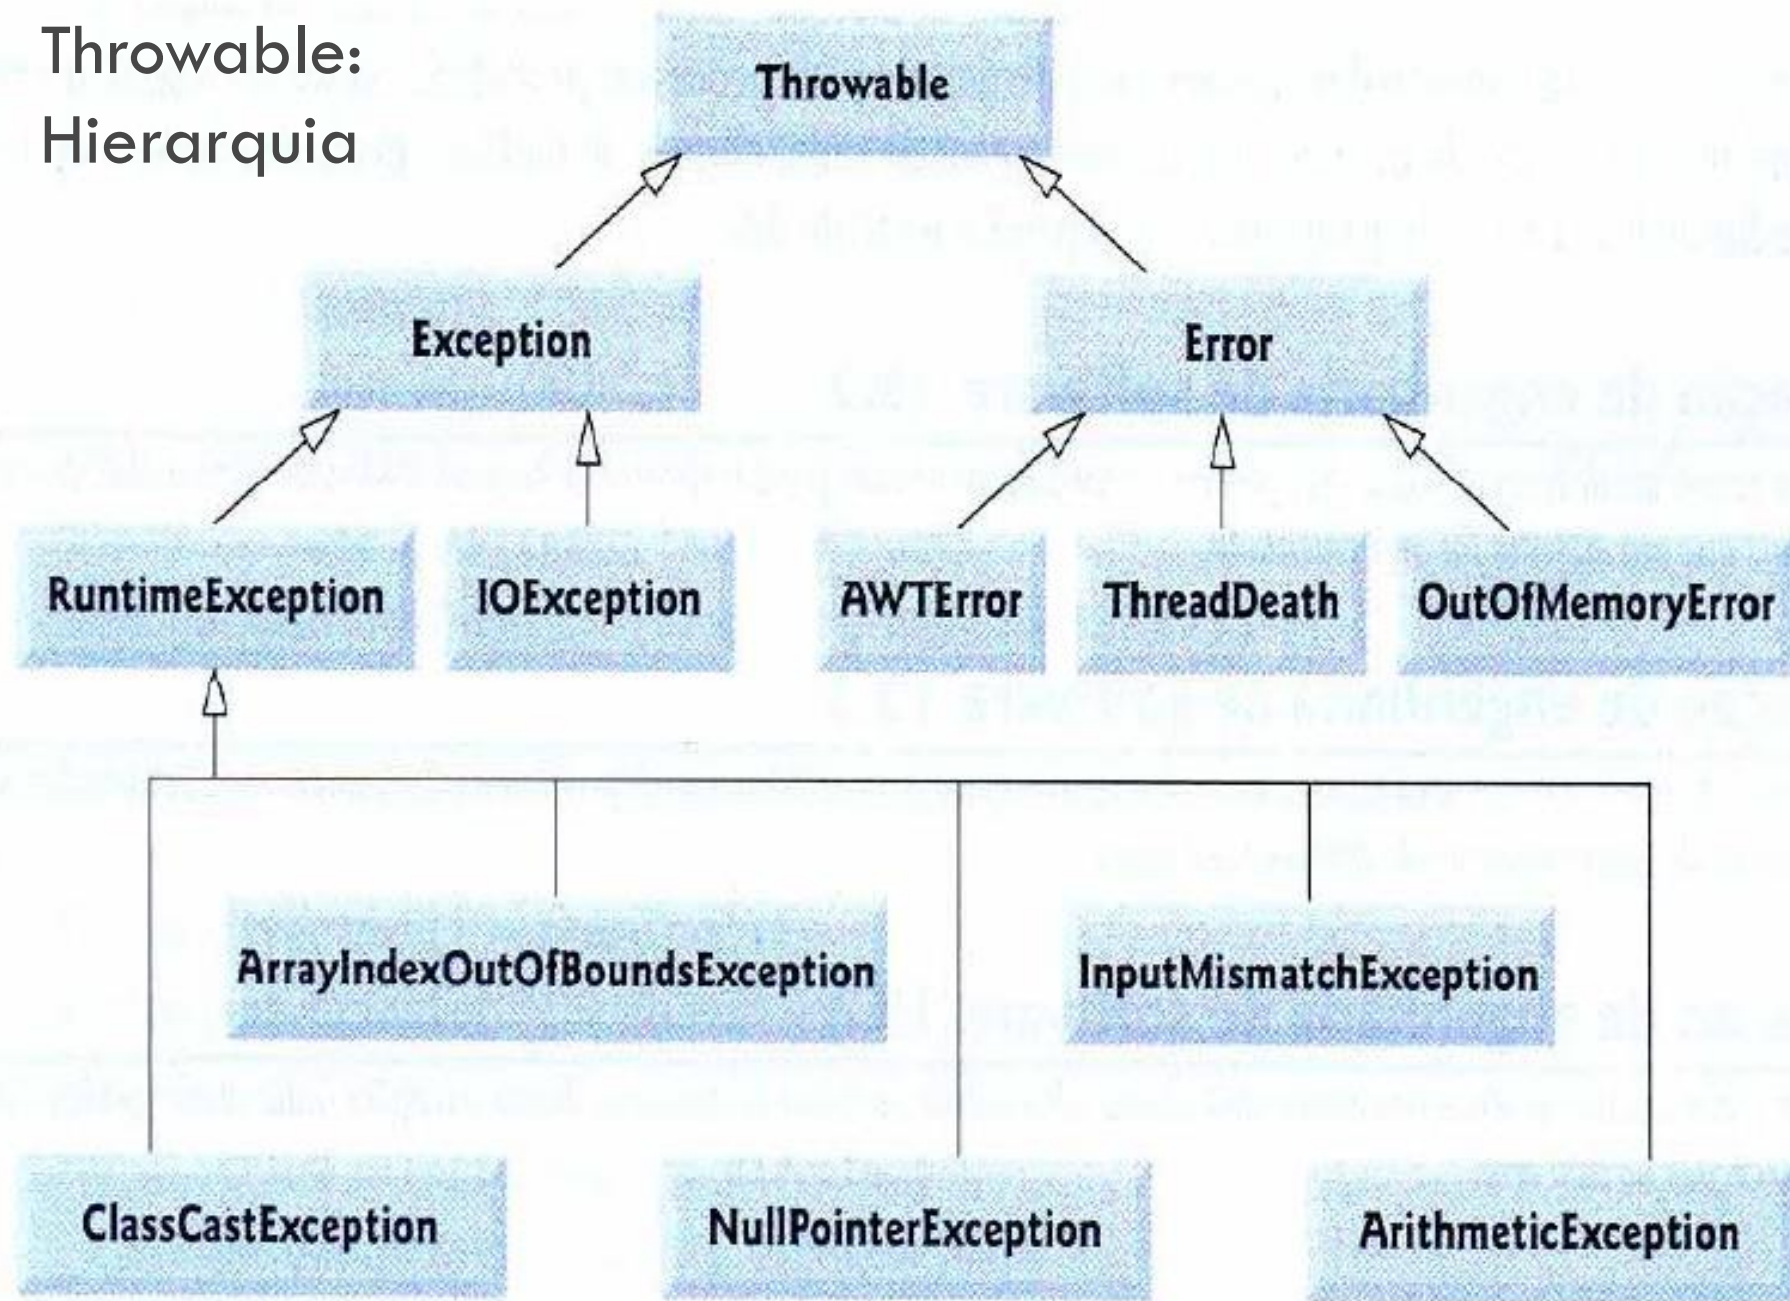 Throwable:
Hierarquia
Throwable
Exception
Error
RuntimeException
IOException
AWTError
ThreadDeath
OutOfMemoryError
ArrayIndexOutOfBoundsException
InputMismatchException
ClassCastException
NullPointerException
ArithmeticException